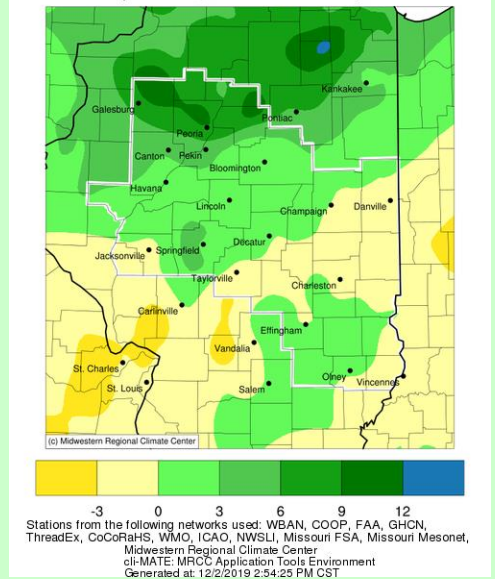 Kankakee
Galesburg
Pontiac
Peoria
Canton Pekin
Bloomington
Havana
Lincoln
Champaign Danville
Decatur
Jacksonville Springfield
Taylorville
Charleston
Carlinville
Effingham
Vandalia
St. Charles
Olney Vincennes
St. Louis Salem
(c) Midwestern Regional Climate Center
-3 0 3 6 9 12
Stations from the following networks used: WBAN, COOP, FAA, GHCN,
ThreadEx, CoCoRaHS, WMO, ICAO, NWSLI, Missouri FSA, Missouri Mesonet,
Midwestern Regional Climate Center
cli-MATE: MRCC Application Tools Environment
Generated at: 12/2/2019 2:54:25 PM CST